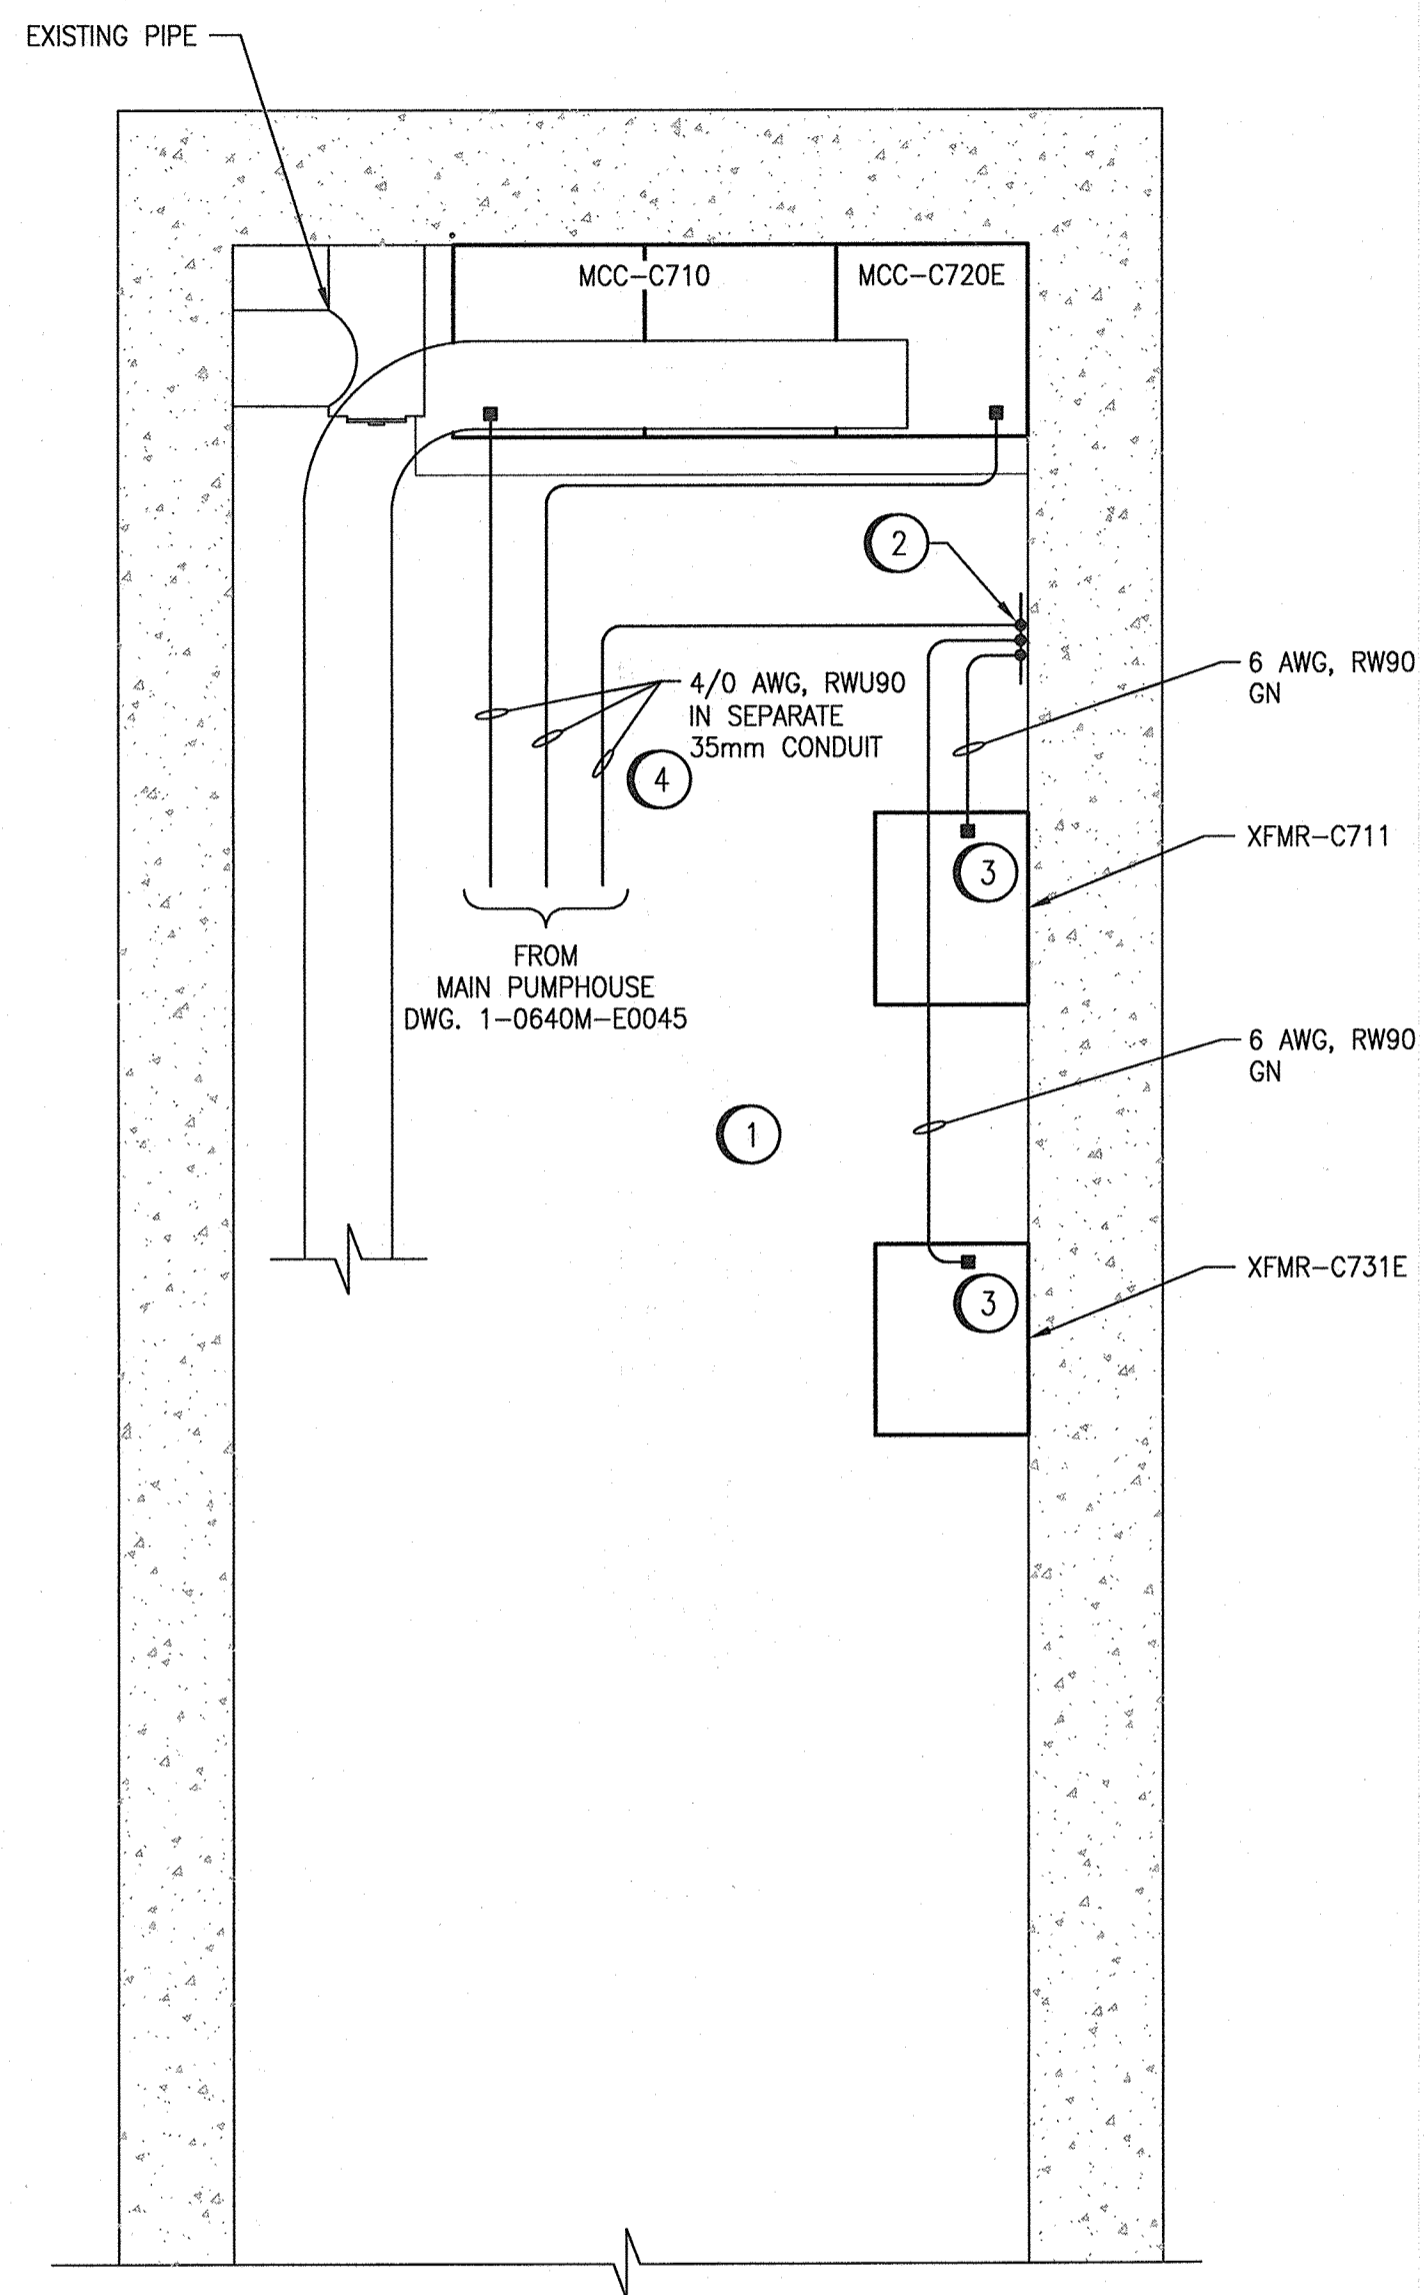 EXISTING PIPE
MCC-C710
MCC-C720E
2
6 AWG, RW90
GN
4/0 AWG, RWU90
IN SEPARATE
35mm CONDUIT
4
XFMR-C711
3
FROM
MAIN PUMPHOUSE
DWG. 1-0640M-E0045
6 AWG, RW90
GN
1
XFMR-C731E
3